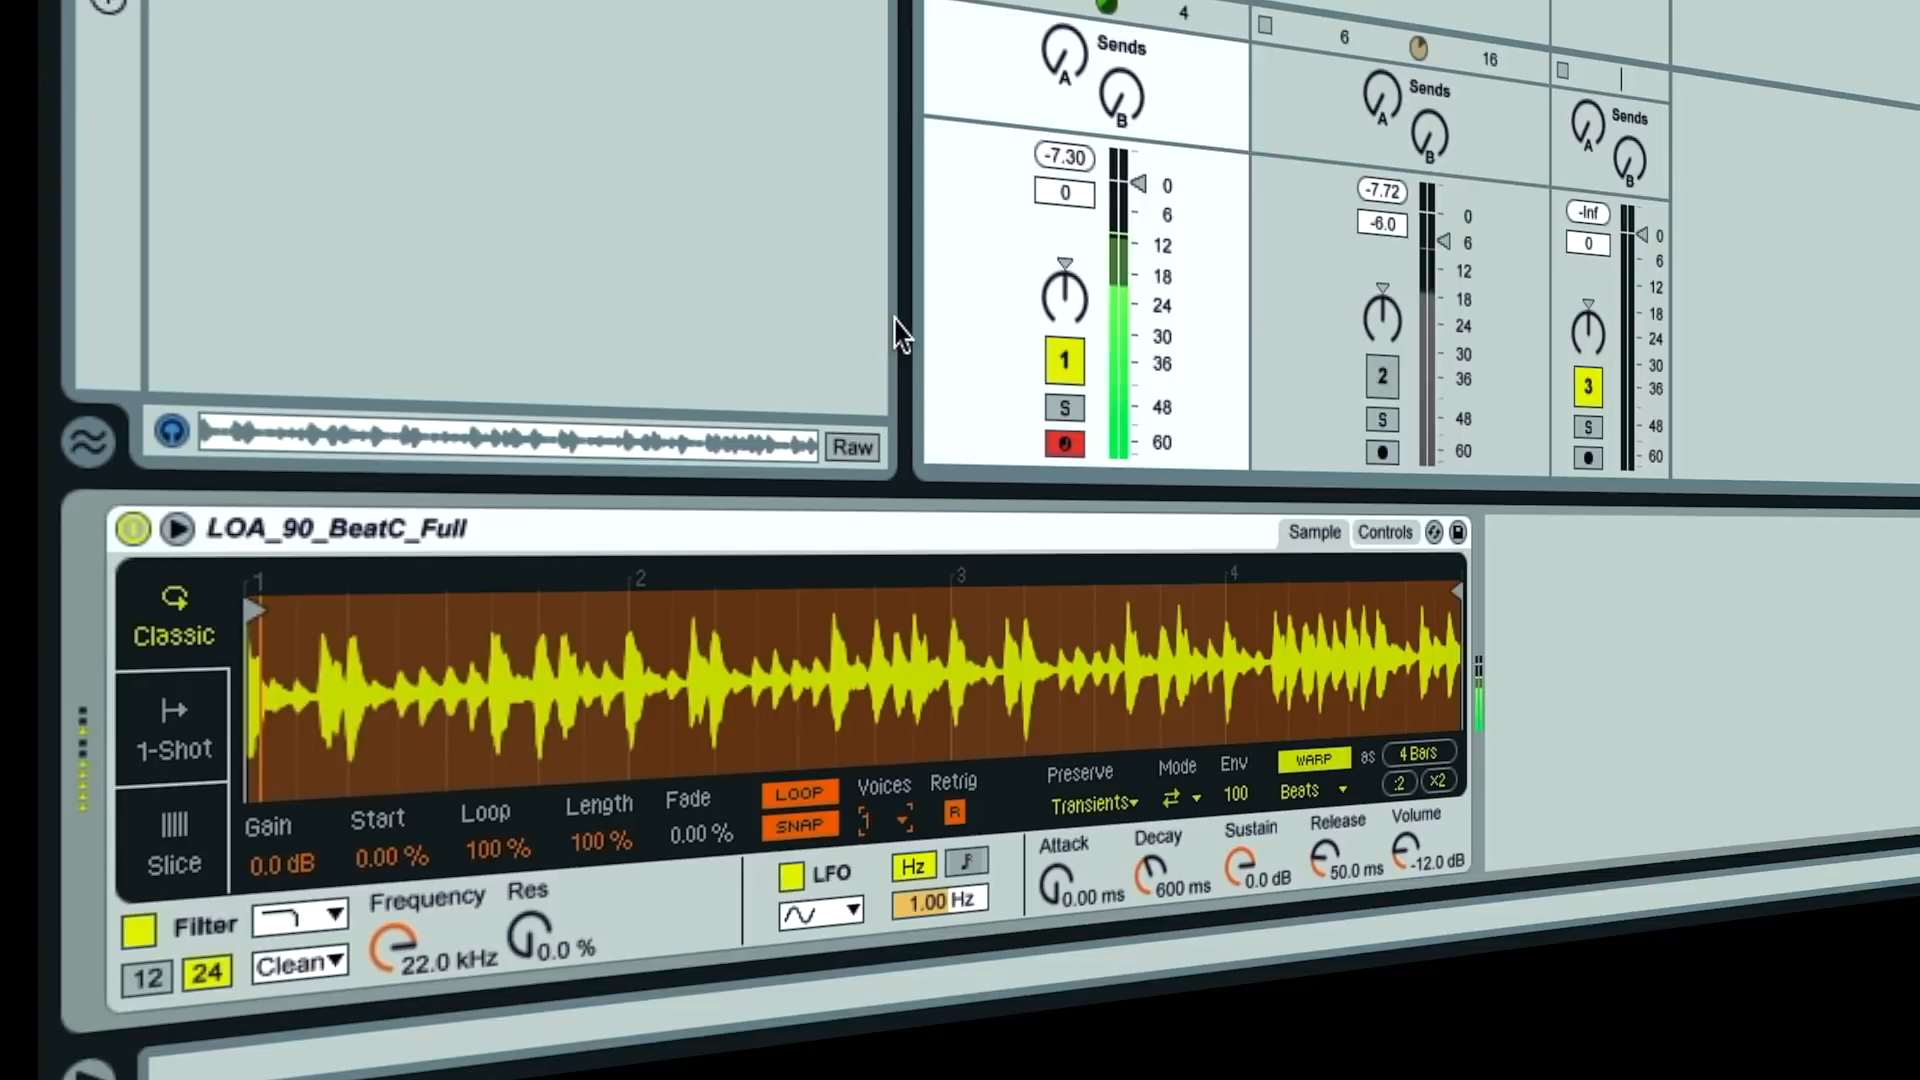 4
6
16
Sends
A
B
Sends
A
B
Sends
A
B
-7.30
0
0
6
12
18
24
30
36
48
60
1
S
-7.72
-6.0
0
6
12
18
24
30
36
48
60
2
S
-Inf
0
0
6
12
18
24
30
36
48
60
3
S
Raw
LOA_90_BeatC_Full
Sample
Controls
1
2
3
4
Classic
1-Shot
Slice
Gain
0.0 dB
Start
0.00 %
Loop
100 %
Length
100 %
Fade
0.00 %
LOOP
SNAP
Voices
1
Retrig
R
Preserve
Transients
Mode
Env
100
WARP as 4 Bars
Beats
:2
x2
Filter
12 24
Clean
Frequency
22.0 kHz
Res
0.0 %
LFO
Hz
1.00 Hz
Attack
0.00 ms
Decay
600 ms
Sustain
0.0 dB
Release
50.0 ms
Volume
-12.0 dB